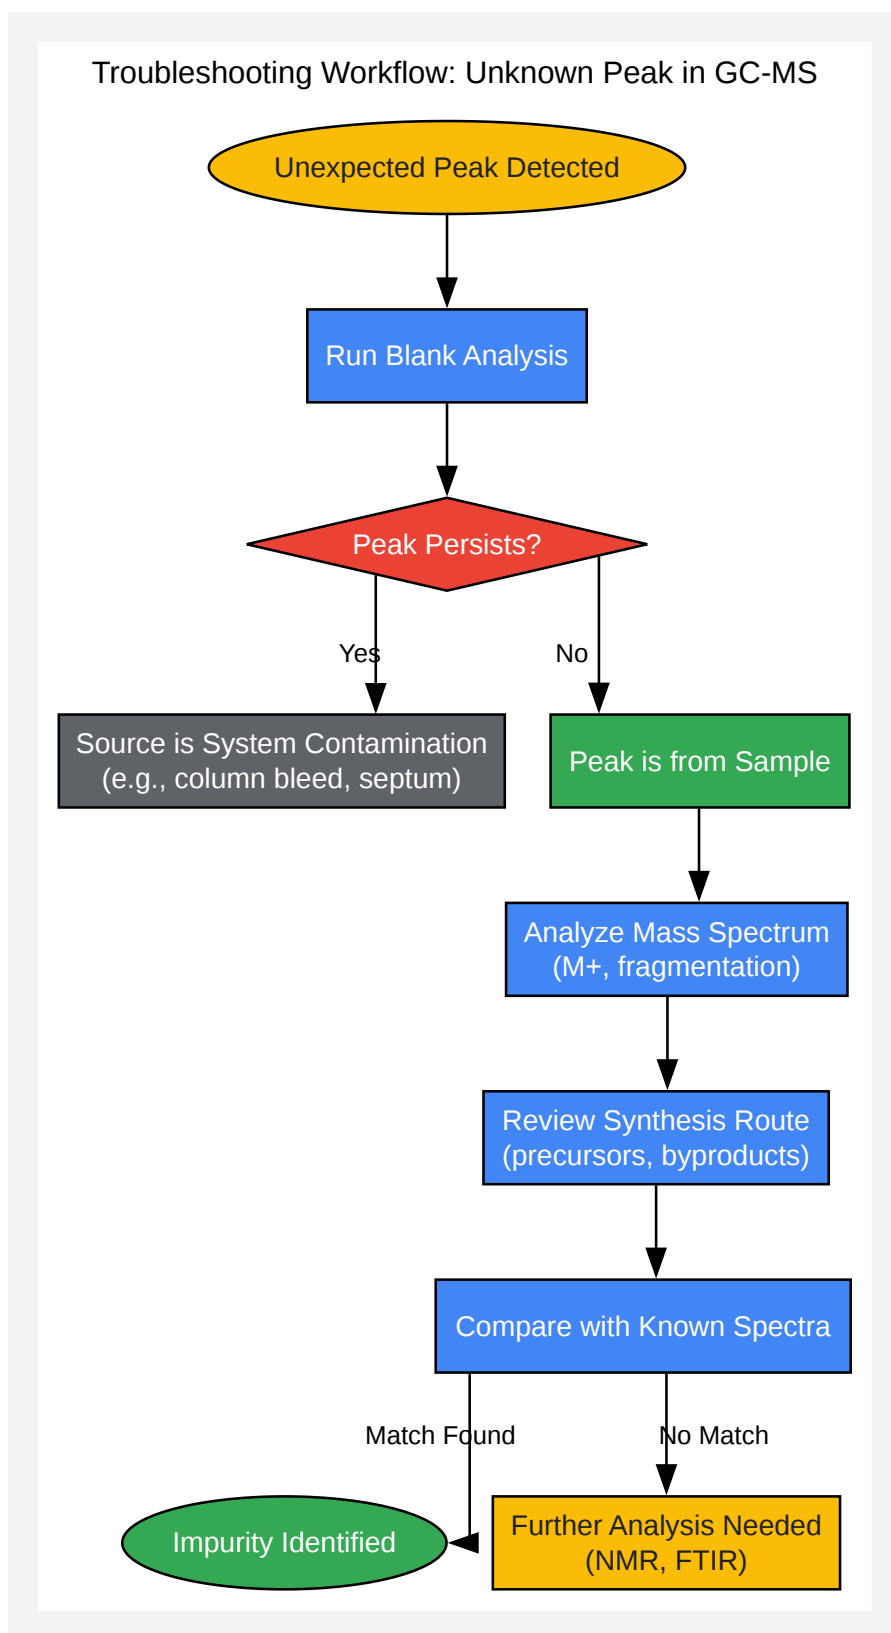 Troubleshooting Workflow: Unknown Peak in GC-MS
Unexpected Peak Detected
Run Blank Analysis
Peak Persists?
Yes
No
Source is System Contamination
(e.g., column bleed, septum)
Peak is from Sample
Analyze Mass Spectrum
(M+, fragmentation)
Review Synthesis Route
(precursors, byproducts)
Compare with Known Spectra
Match Found
No Match
Impurity Identified
Further Analysis Needed
(NMR, FTIR)